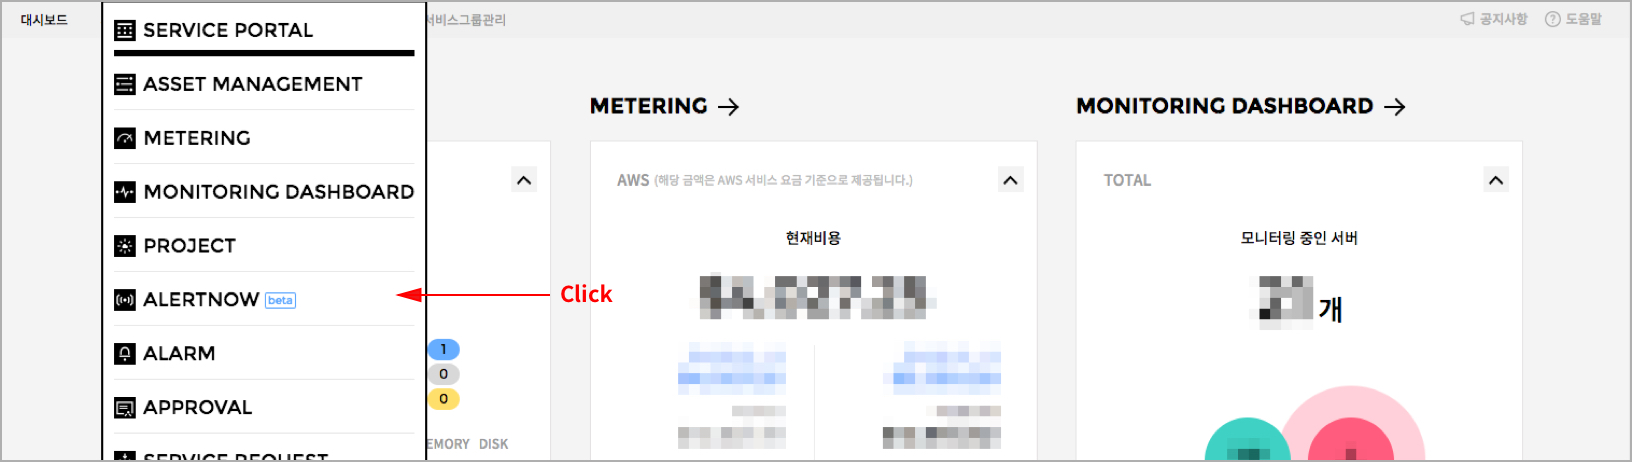 대시보드
서비스그룹관리
공지사항
도움말
SERVICE PORTAL
ASSET MANAGEMENT
METERING
MONITORING DASHBOARD
PROJECT
ALERTNOW beta
ALARM
APPROVAL
SERVICE REQUEST
Click
1
0
0
DISK
METERING →
AWS (해당 금액은 AWS 서비스 요금 기준으로 제공됩니다.)
현재비용
MONITORING DASHBOARD →
TOTAL
모니터링 중인 서버
개